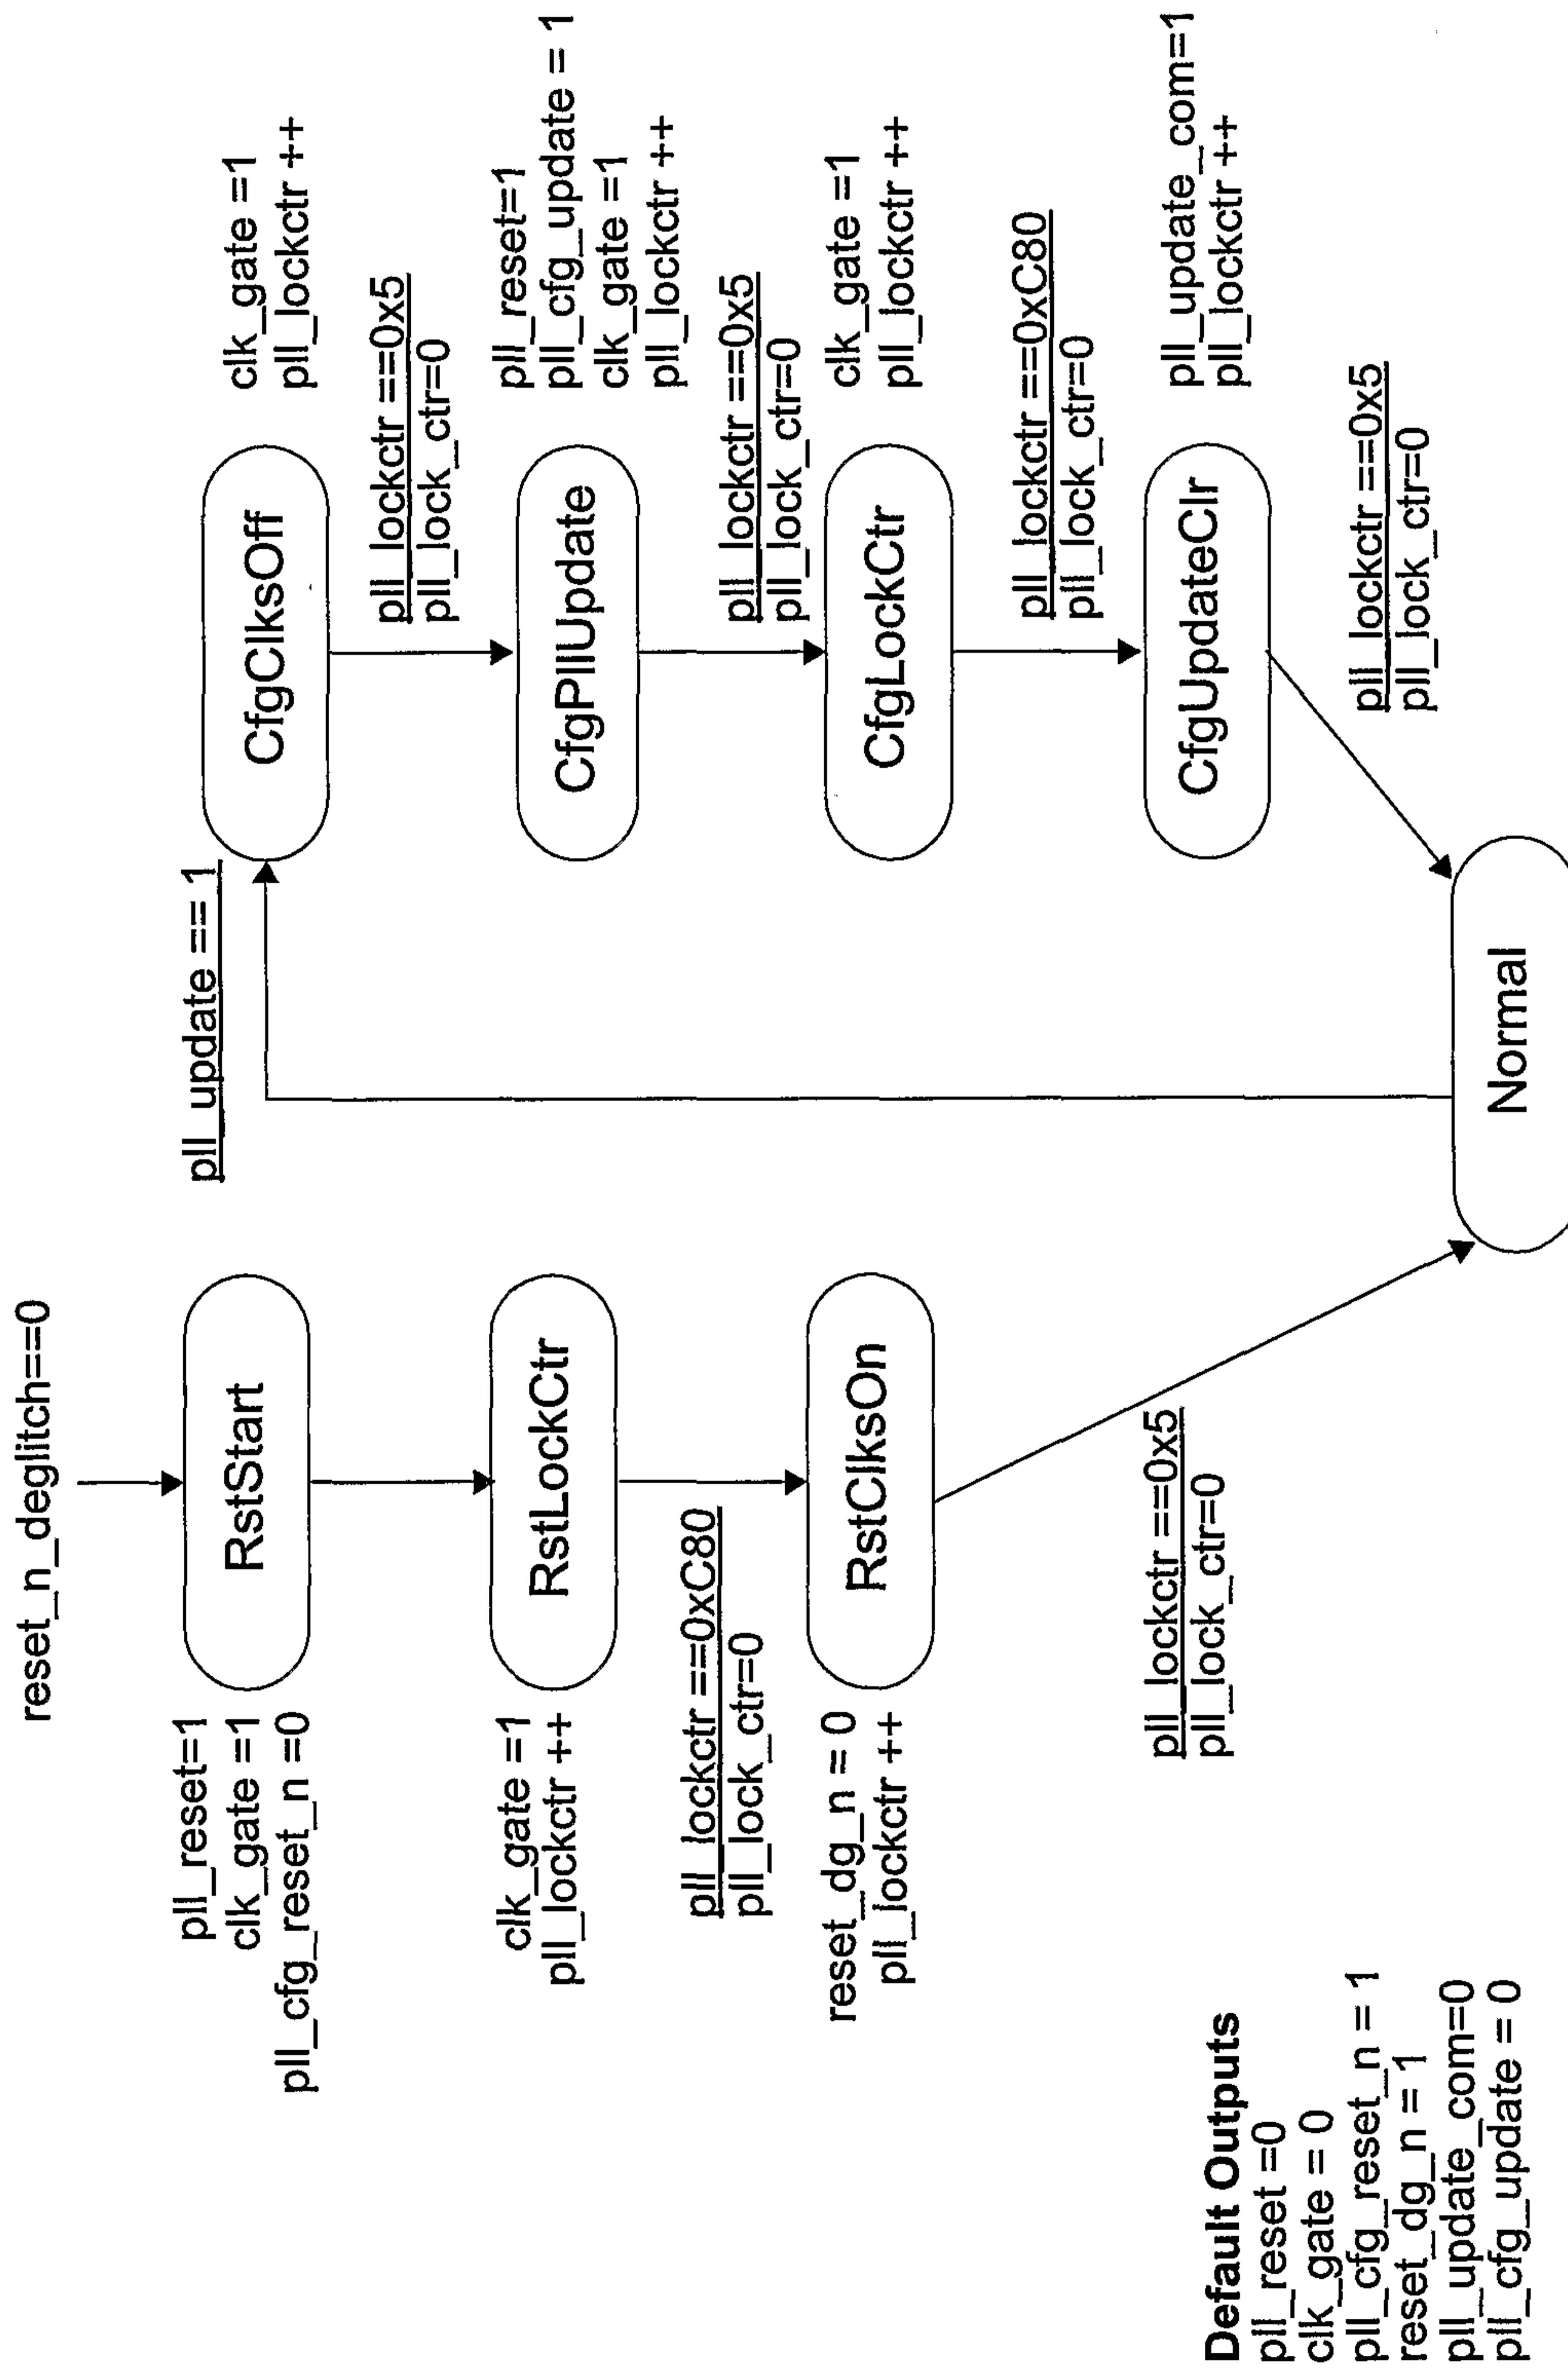 reset_n_deglitch==0
pll_reset=1
clk_gate =1
pll_cfg_reset_n =0
RstStart
clk_gate =1
pll_lockctr ++
RstLockCtr
pll_lockctr ==0xC80
pll_lock_ctr=0
reset_dg_n = 0
pll_lockctr ++
RstClksOn
pll_lockctr ==0x5
pll_lock_ctr=0
pll_update == 1
CfgClksOff
clk_gate =1
pll_lockctr ++
pll_lockctr ==0x5
pll_lock_ctr=0
CfgPllUpdate
pll_reset=1
pll_cfg_update = 1
clk_gate =1
pll_lockctr ++
pll_lockctr ==0x5
pll_lock_ctr=0
CfgLockCtr
clk_gate =1
pll_lockctr ++
pll_lockctr ==0xC80
pll_lock_ctr=0
CfgUpdateClr
pll_update_com=1
pll_lockctr ++
pll_lockctr ==0x5
pll_lock_ctr=0
Normal
Default Outputs
pll_reset =0
clk_gate = 0
pll_cfg_reset_n = 1
reset_dg_n = 1
pll_update_com=0
pll_cfg_update = 0